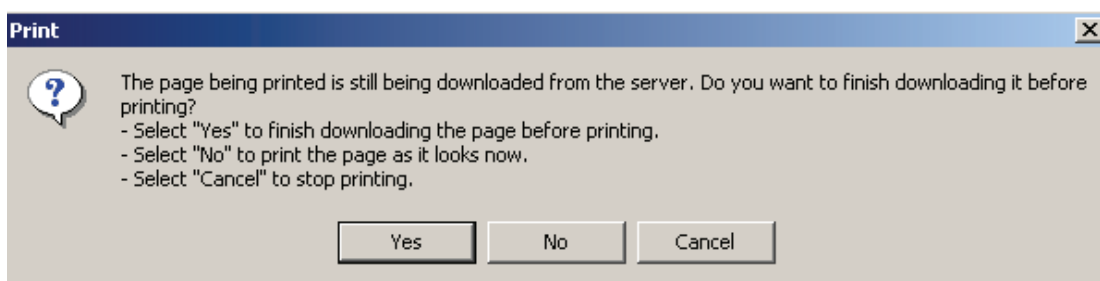 Print
The page being printed is still being downloaded from the server. Do you want to finish downloading it before
printing?
- Select "Yes" to finish downloading the page before printing.
- Select "No" to print the page as it looks now.
- Select "Cancel" to stop printing.
Yes No Cancel